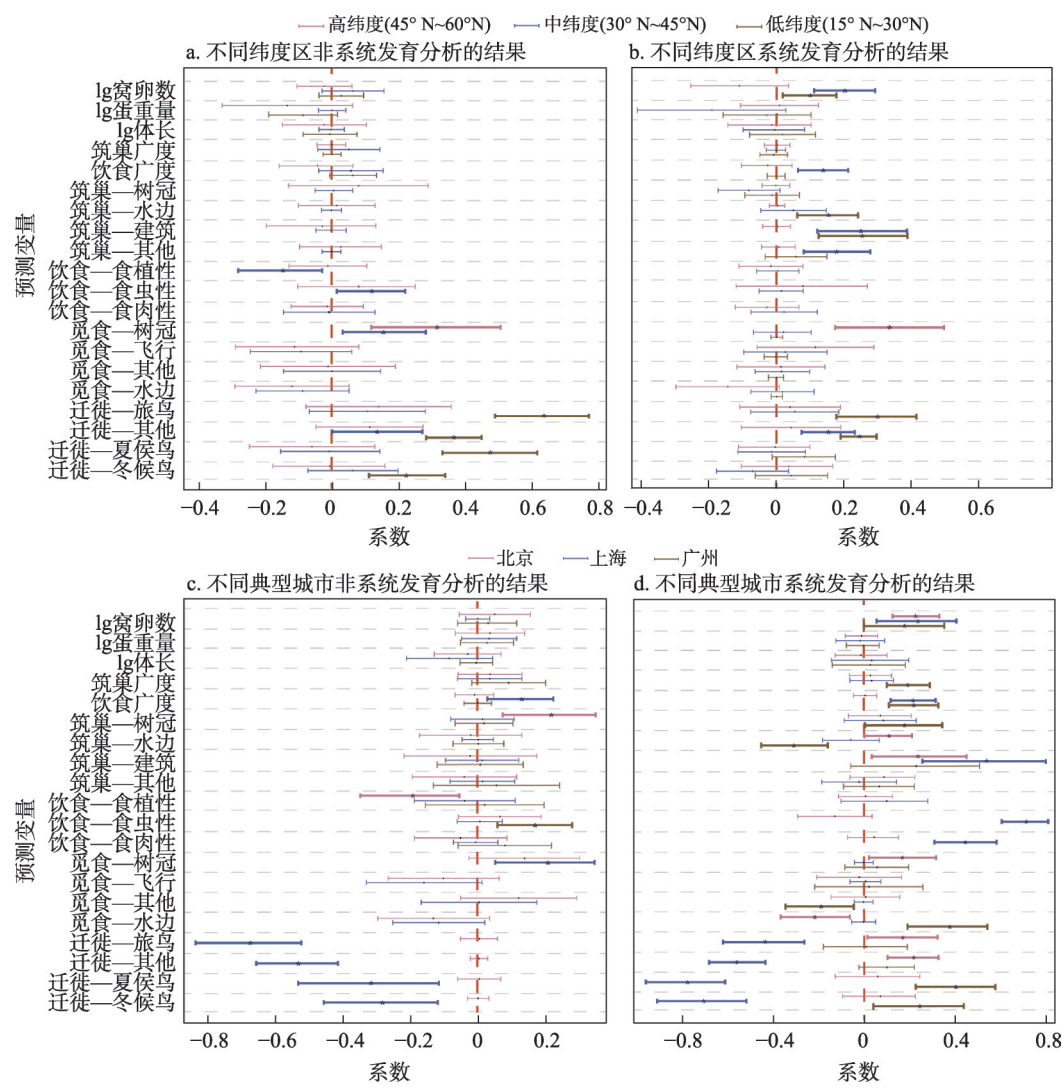 高纬度(45° N~60°N) 中纬度(30° N~45°N) 低纬度(15° N~30°N)
a. 不同纬度区非系统发育分析的结果
b. 不同纬度区系统发育分析的结果
预测变量
lg窝卵数
lg蛋重量
lg体长
筑巢广度
饮食广度
筑巢—树冠
筑巢—水边
筑巢—建筑
筑巢—其他
饮食—食植性
饮食—食虫性
饮食—食肉性
觅食—树冠
觅食—飞行
觅食—其他
觅食—水边
迁徙—旅鸟
迁徙—其他
迁徙—夏侯鸟
迁徙—冬候鸟
−0.4 −0.2 0 0.2 0.4 0.6 0.8
系数
−0.4 −0.2 0 0.2 0.4 0.6
系数
北京 上海 广州
c. 不同典型城市非系统发育分析的结果
d. 不同典型城市系统发育分析的结果
预测变量
lg窝卵数
lg蛋重量
lg体长
筑巢广度
饮食广度
筑巢—树冠
筑巢—水边
筑巢—建筑
筑巢—其他
饮食—食植性
饮食—食虫性
饮食—食肉性
觅食—树冠
觅食—飞行
觅食—其他
觅食—水边
迁徙—旅鸟
迁徙—其他
迁徙—夏侯鸟
迁徙—冬候鸟
−0.8 −0.6 −0.4 −0.2 0 0.2
系数
−0.8 −0.4 0 0.4 0.8
系数